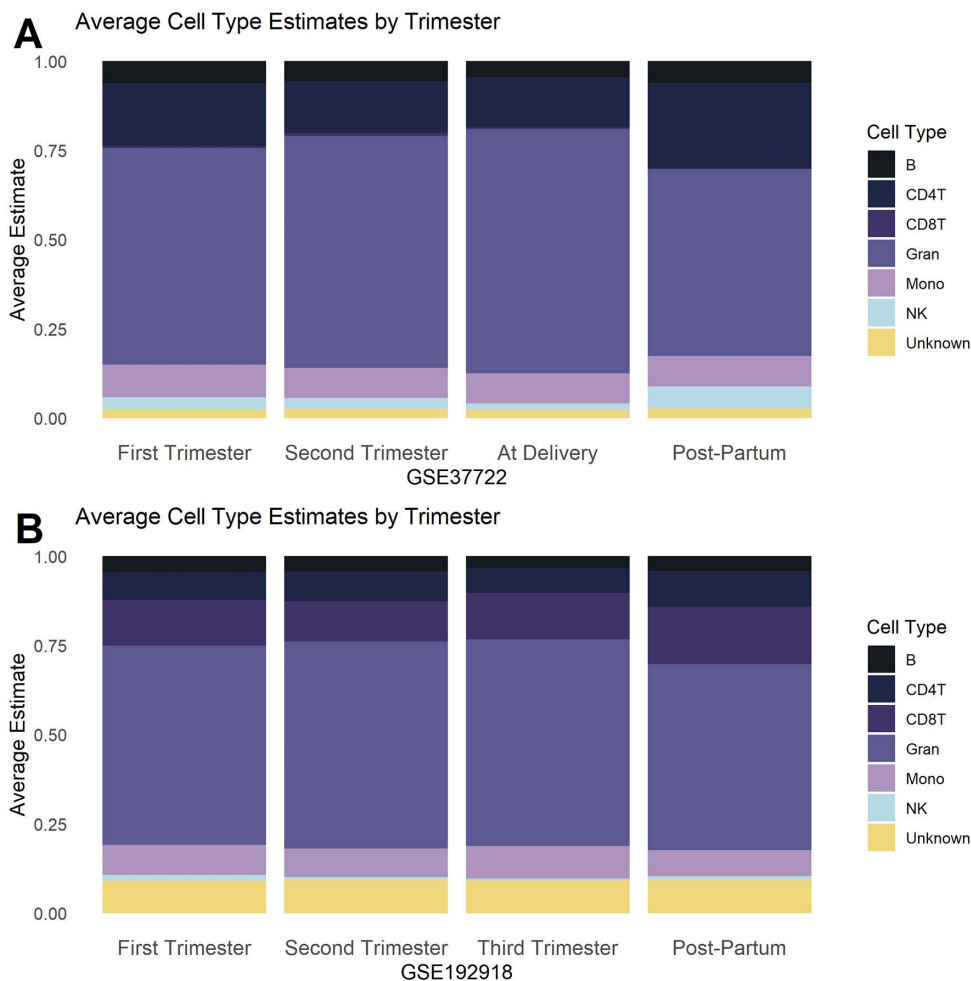 A
Average Cell Type Estimates by Trimester
Average Estimate
1.00
0.75
0.50
0.25
0.00
First Trimester
Second Trimester
At Delivery
Post-Partum
GSE37722
Cell Type
B
CD4T
CD8T
Gran
Mono
NK
Unknown
B
Average Cell Type Estimates by Trimester
Average Estimate
1.00
0.75
0.50
0.25
0.00
First Trimester
Second Trimester
Third Trimester
Post-Partum
GSE192918
Cell Type
B
CD4T
CD8T
Gran
Mono
NK
Unknown